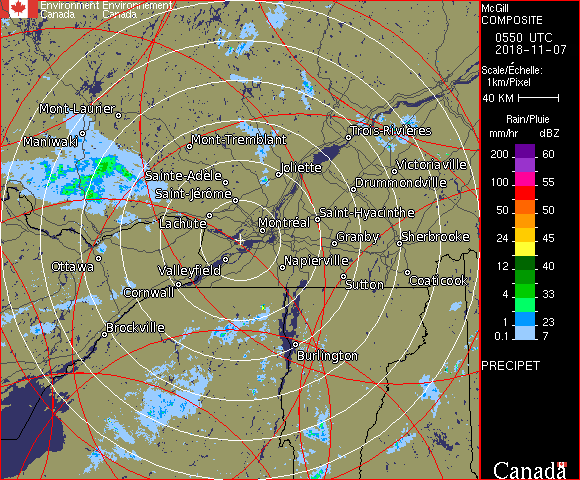 Environment Environnement
Canada Canada
McGill
COMPOSITE
0550 UTC
2018-11-07
Scale/Échelle:
1km/Pixel
40 KM
Rain/Pluie
mm/hr dBZ
200 60
100 55
50 50
24 45
12 40
4 33
1 23
0.1 7
PRECIPET
Canada
Mont-Laurier
Maniwaki
Mont-Tremblant
Trois-Rivières
Sainte-Adèle
Joliette
Victoriaville
Saint-Jérôme
Drummondville
Lachute
Montréal
Saint-Hyacinthe
Granby
Sherbrooke
Ottawa
Valleyfield
Napierville
Cornwall
Sutton
Coaticook
Brockville
Burlington